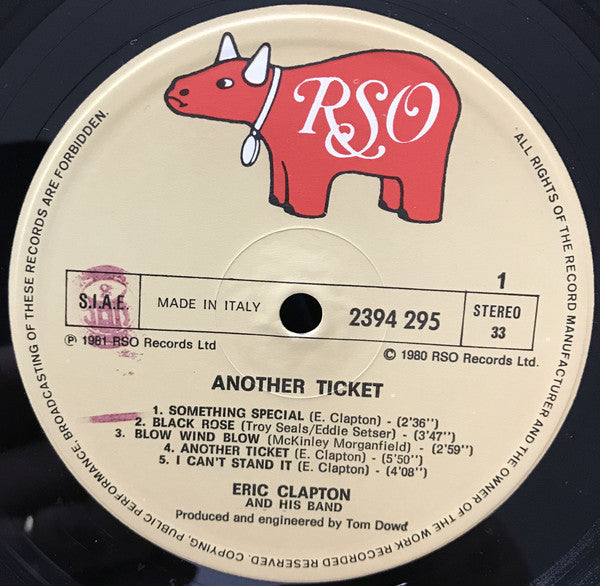 RSO
ALL RIGHTS OF THE RECORD MANUFACTURER AND THE OWNER OF THE WORK RECORDED RESERVED. COPYING, PUBLIC PERFORMANCE, BROADCASTING OF THESE RECORDS ARE FORBIDDEN.
S.I.A.E.
MADE IN ITALY
2394 295
1
STEREO
33
℗ 1981 RSO Records Ltd
© 1980 RSO Records Ltd.
ANOTHER TICKET
1. SOMETHING SPECIAL (E. Clapton) - (2'36'')
2. BLACK ROSE (Troy Seals/Eddie Setser) - (3'47'')
3. BLOW WIND BLOW (McKinley Morganfield) - (2'59'')
4. ANOTHER TICKET (E. Clapton) - (5'50'')
5. I CAN'T STAND IT (E. Clapton) - (4'08'')
ERIC CLAPTON
AND HIS BAND
Produced and engineered by Tom Dowd